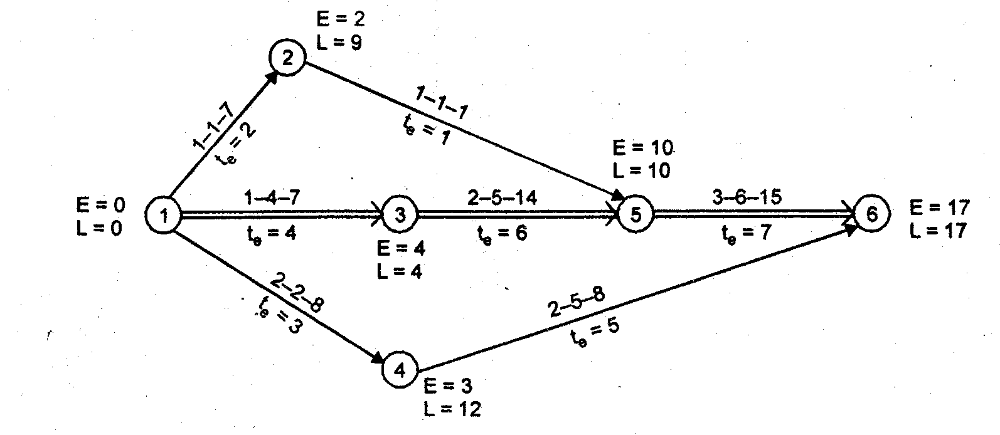 E = 2
L = 9
2
1–1–7
t_e = 2
1–1–1
t_e = 1
E = 10
L = 10
E = 0
L = 0
1
1–4–7
t_e = 4
3
E = 4
L = 4
2–5–14
t_e = 6
5
3–6–15
t_e = 7
6
E = 17
L = 17
2–2–8
t_e = 3
2–5–8
t_e = 5
4
E = 3
L = 12